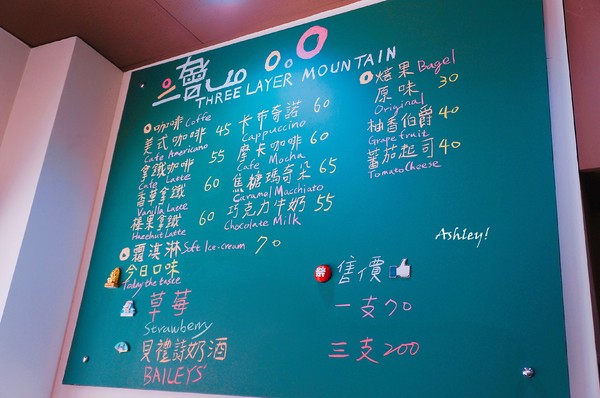 三層山
THREE LAYER MOUNTAIN
咖啡 Coffe
美式咖啡 45
Cafe Americano
拿鐵咖啡 55
Cafe Latte
香草拿鐵 60
Vanilla Latte
榛果拿鐵 60
Hazelnut Latte
卡布奇諾 60
Cappuccino
摩卡咖啡 60
Cafe Mocha
焦糖瑪奇朵 65
Caramel Macchiato
巧克力牛奶 55
Chocolate Milk
焙果 Bagel
原味 30
Original
柚香伯爵 40
Grape fruit
蕃茄起司 40
Tomato Cheese
霜淇淋 Soft Ice-cream 70
今日口味
Today the taste
草莓
Strawberry
貝禮詩奶酒
BAILEYS
售價
一支70
三支200
Ashley!